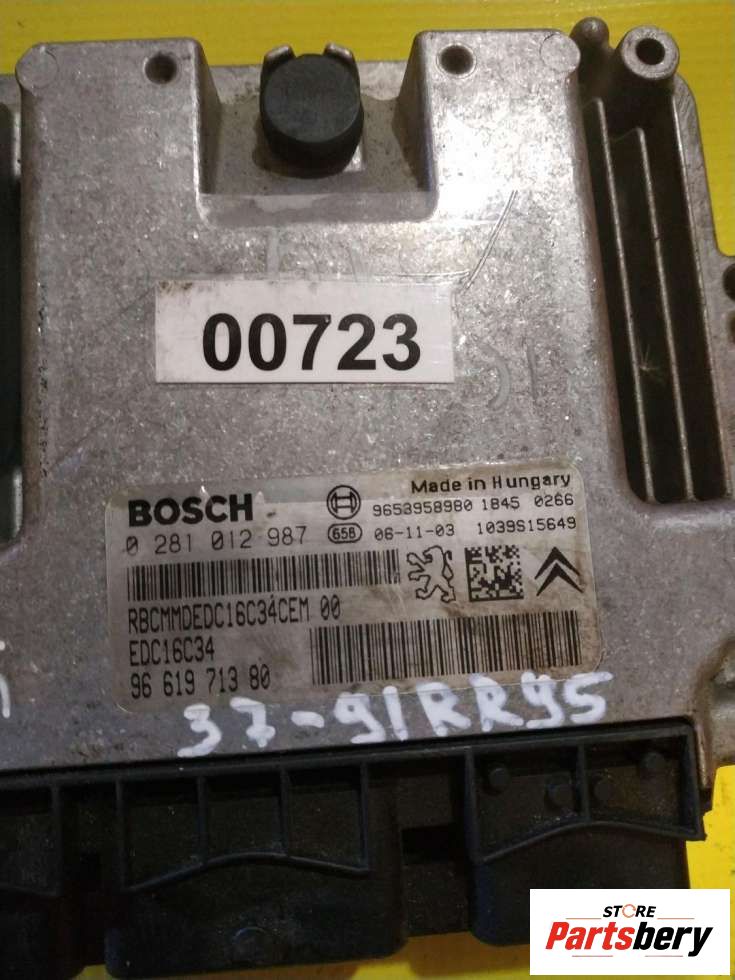 00723
Made in Hungary
BOSCH
9653958980 1845 0266
0 281 012 987 656 06-11-03 1039S15649
RBCMMDEDC16C34CEM 00
EDC16C34
96 619 713 80
37-91RR95
STORE
Partsbery